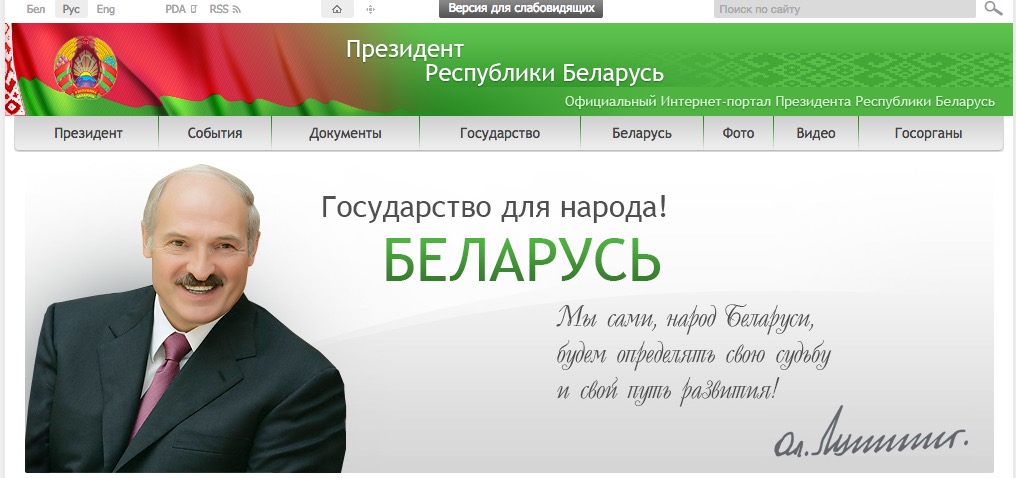 Бел Рус Eng PDA RSS Версия для слабовидящих Поиск по сайту
Президент
Республики Беларусь
Официальный Интернет-портал Президента Республики Беларусь
Президент События Документы Государство Беларусь Фото Видео Госорганы
Государство для народа!
БЕЛАРУСЬ
Мы сами, народ Беларуси,
будем определять свою судьбу
и свой путь развития!